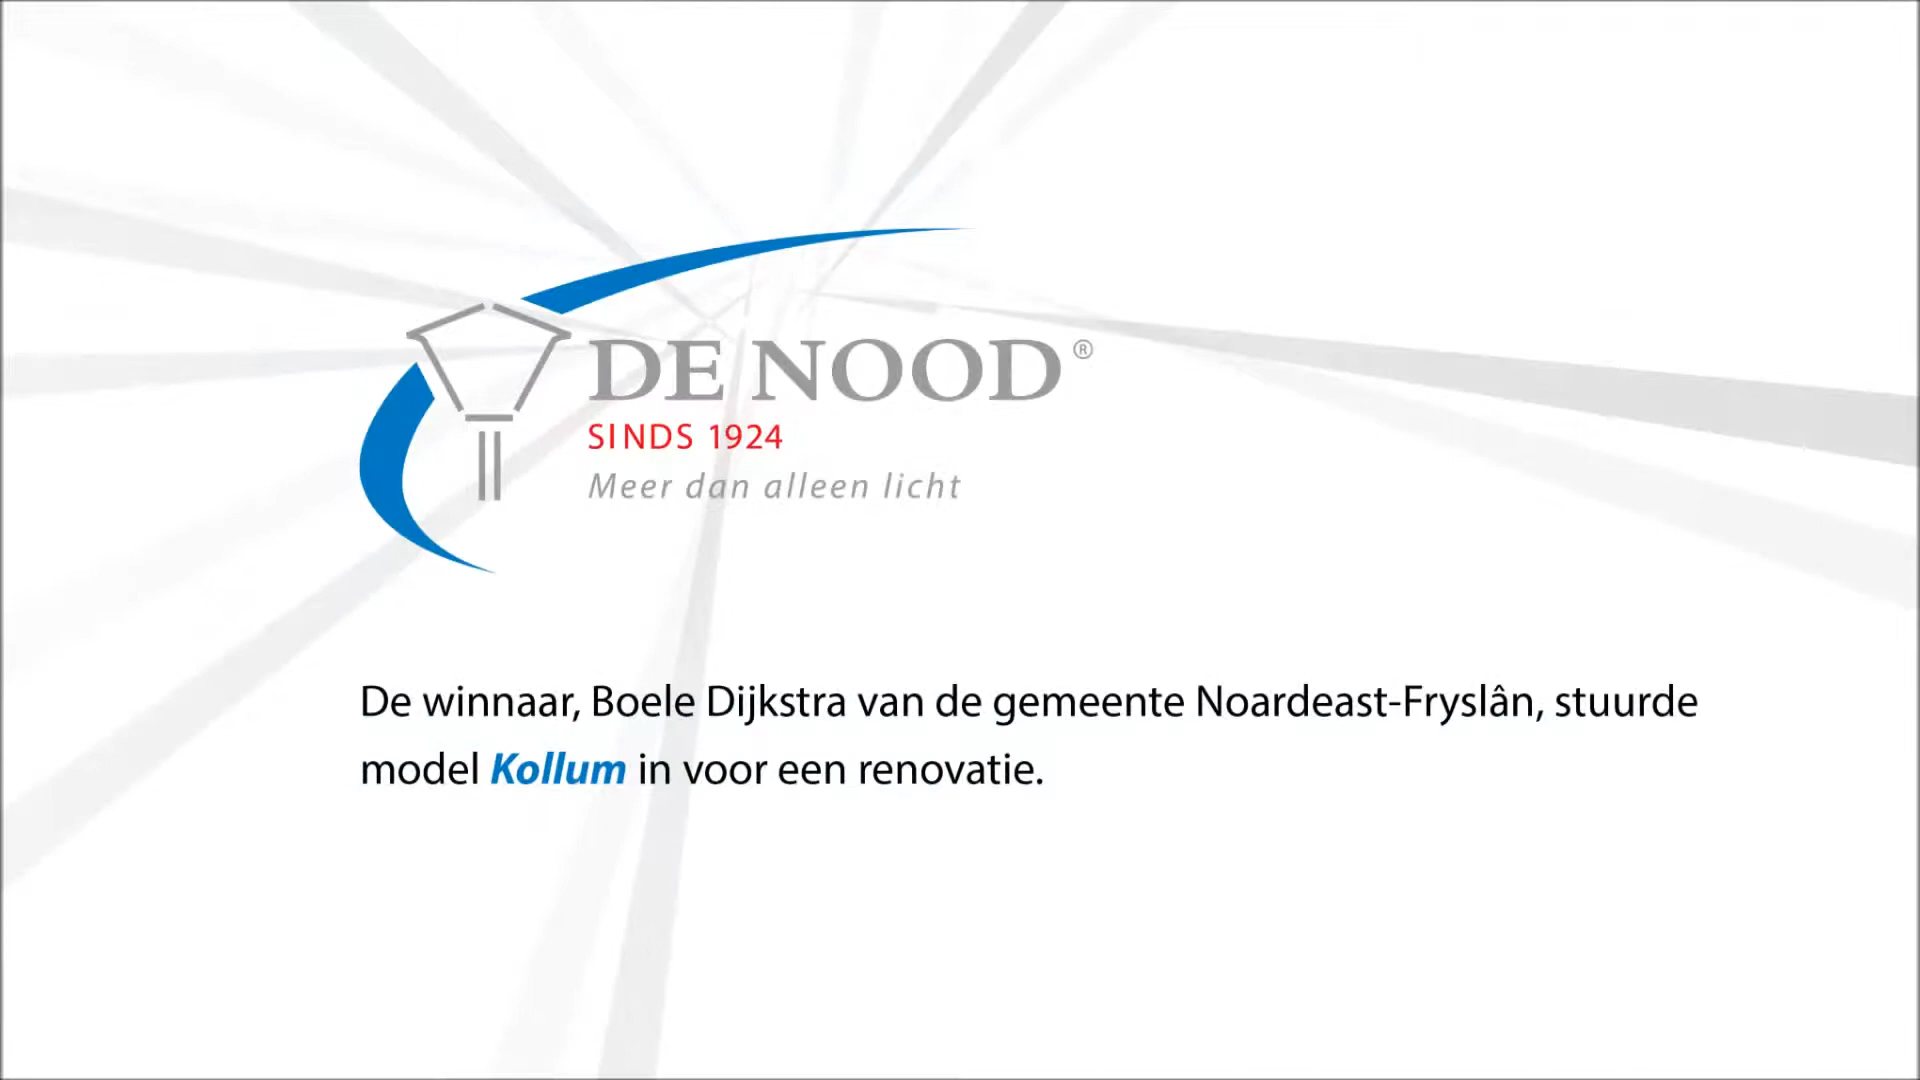 DE NOOD®
SINDS 1924
Meer dan alleen licht
De winnaar, Boele Dijkstra van de gemeente Noardeast-Fryslân, stuurde
model Kollum in voor een renovatie.